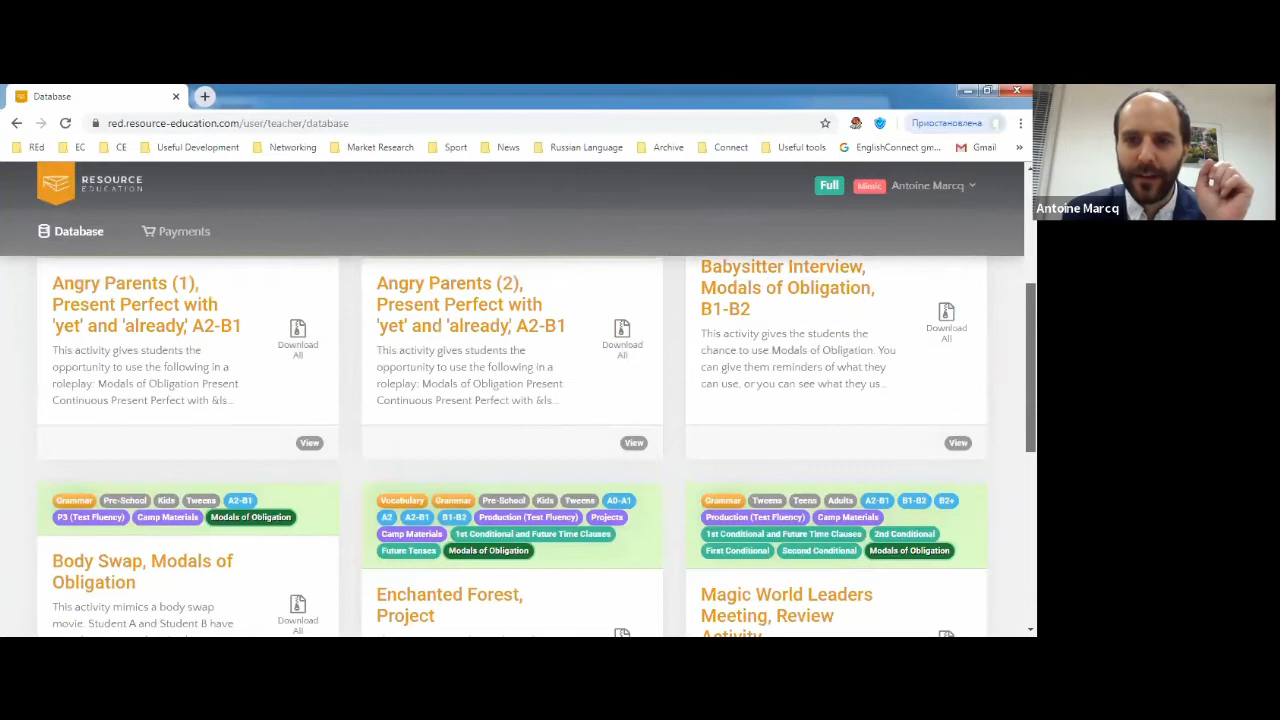 Database
red.resource-education.com/user/teacher/database
Приостановлена
REd EC CE Useful Development Networking Market Research Sport News Russian Language Archive Connect Useful tools EnglishConnect gm... Gmail »
RESOURCE
EDUCATION
Full Mimic Antoine Marcq
Database Payments
Angry Parents (1),
Present Perfect with
'yet' and 'already,' A2-B1
Download
All
This activity gives students the
opportunity to use the following in a
roleplay: Modals of Obligation Present
Continuous Present Perfect with &ls...
View
Angry Parents (2),
Present Perfect with
'yet' and 'already,' A2-B1
Download
All
This activity gives students the
opportunity to use the following in a
roleplay: Modals of Obligation Present
Continuous Present Perfect with &ls...
View
Babysitter Interview,
Modals of Obligation,
B1-B2
Download
All
This activity gives the students the
chance to use Modals of Obligation. You
can give them reminders of what they
can use, or you can see what they us...
View
Grammar Pre-School Kids Tweens A2-B1
P3 (Test Fluency) Camp Materials Modals of Obligation
Body Swap, Modals of
Obligation
This activity mimics a body swap
movie. Student A and Student B have
Download
All
Vocabulary Grammar Pre-School Kids Tweens A0-A1
A2 A2-B1 B1-B2 Production (Test Fluency) Projects
Camp Materials 1st Conditional and Future Time Clauses
Future Tenses Modals of Obligation
Enchanted Forest,
Project
Grammar Tweens Teens Adults A2-B1 B1-B2 B2+
Production (Test Fluency) Camp Materials
1st Conditional and Future Time Clauses 2nd Conditional
First Conditional Second Conditional Modals of Obligation
Magic World Leaders
Meeting, Review
Activity
Antoine Marcq